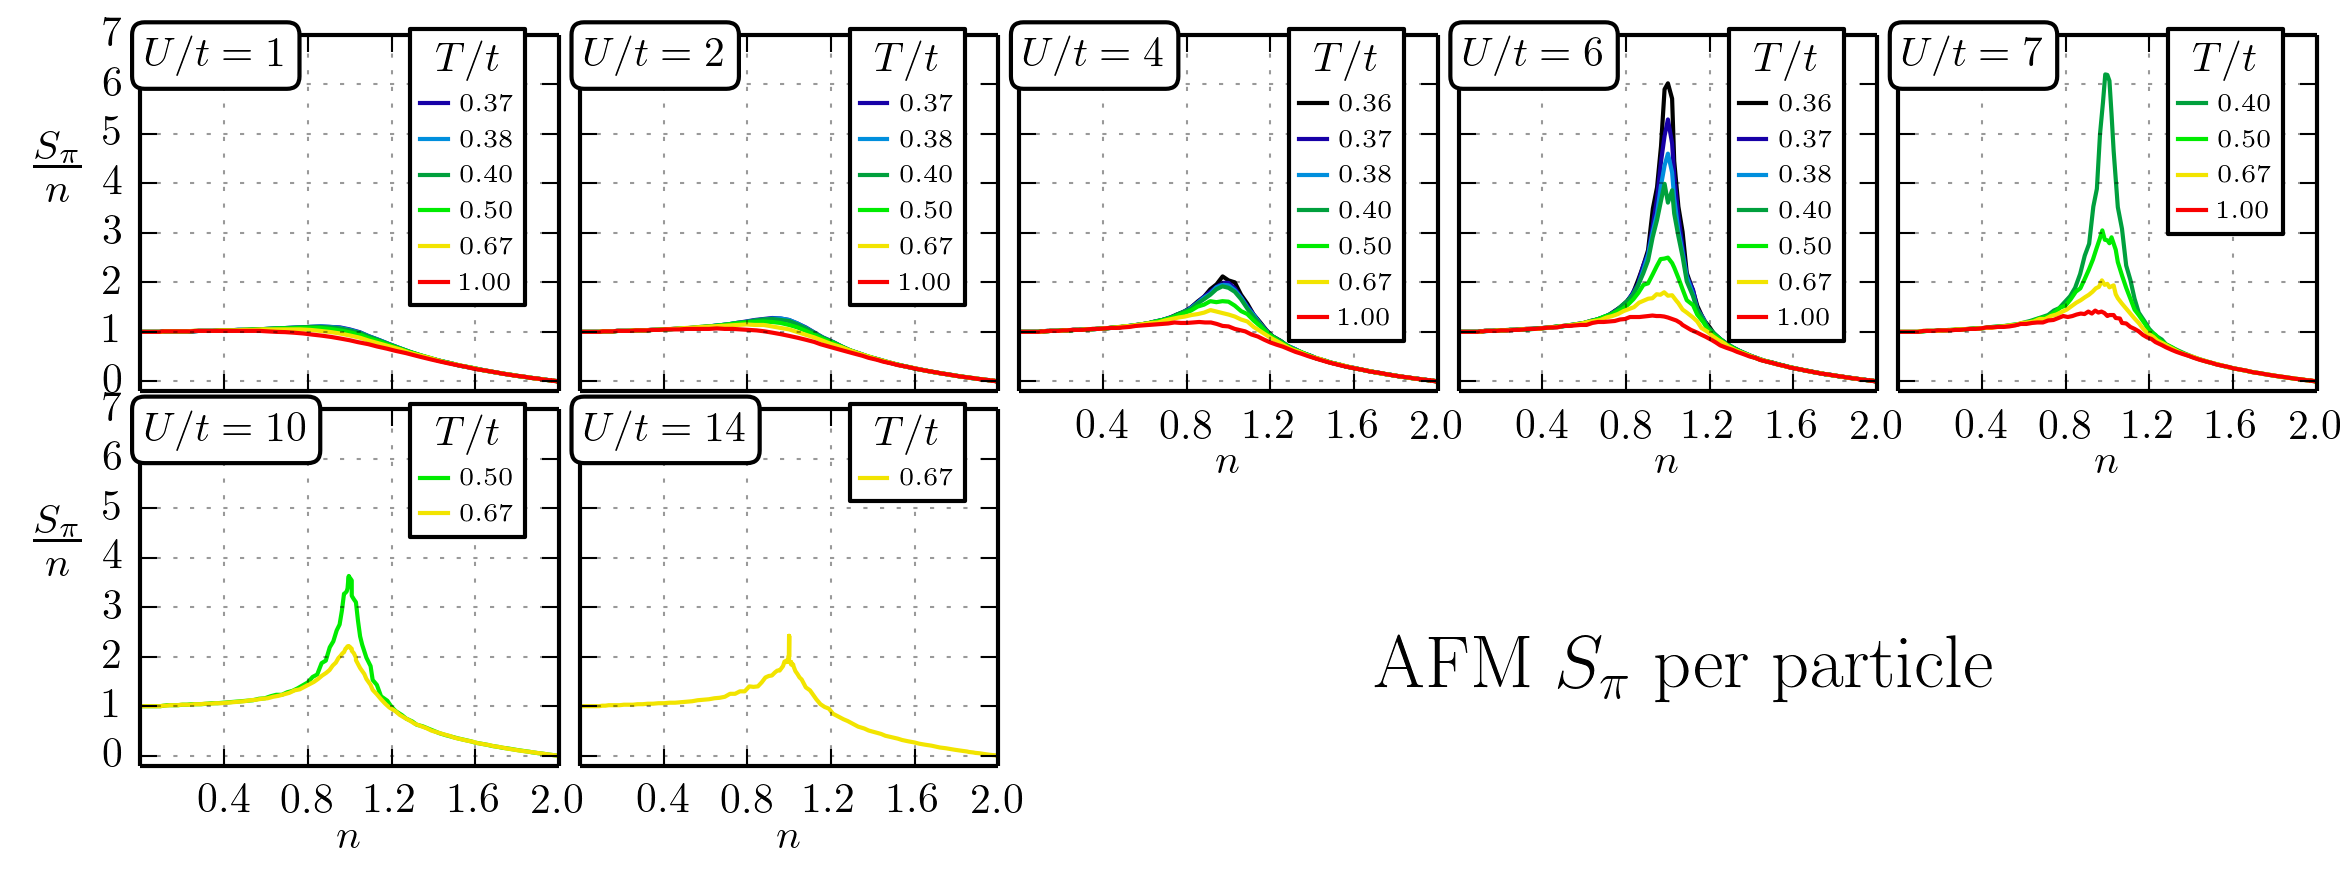 U/t = 1
T/t
0.37
0.38
0.40
0.50
0.67
1.00
U/t = 2
T/t
0.37
0.38
0.40
0.50
0.67
1.00
U/t = 4
T/t
0.36
0.37
0.38
0.40
0.50
0.67
1.00
U/t = 6
T/t
0.36
0.37
0.38
0.40
0.50
0.67
1.00
U/t = 7
T/t
0.40
0.50
0.67
1.00
7
6
5
4
3
2
1
0
S_π
n
0.4 0.8 1.2 1.6 2.0
n
0.4 0.8 1.2 1.6 2.0
n
0.4 0.8 1.2 1.6 2.0
n
U/t = 10
T/t
0.50
0.67
U/t = 14
T/t
0.67
7
6
5
4
3
2
1
0
S_π
n
0.4 0.8 1.2 1.6 2.0
n
0.4 0.8 1.2 1.6 2.0
n
AFM S_π per particle